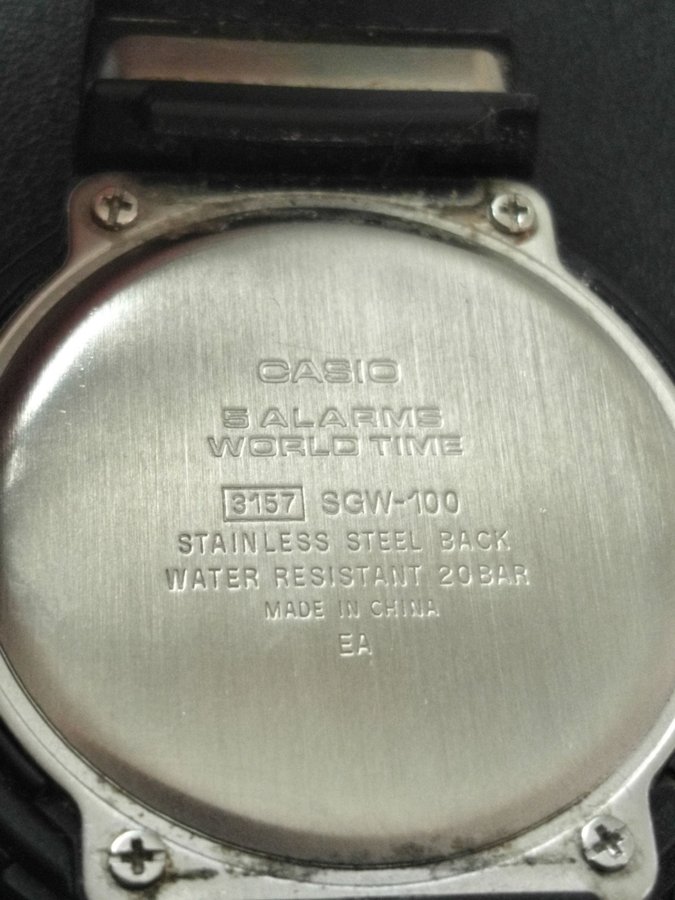 CASIO
5 ALARMS
WORLD TIME
3157 SGW-100
STAINLESS STEEL BACK
WATER RESISTANT 20BAR
MADE IN CHINA
EA